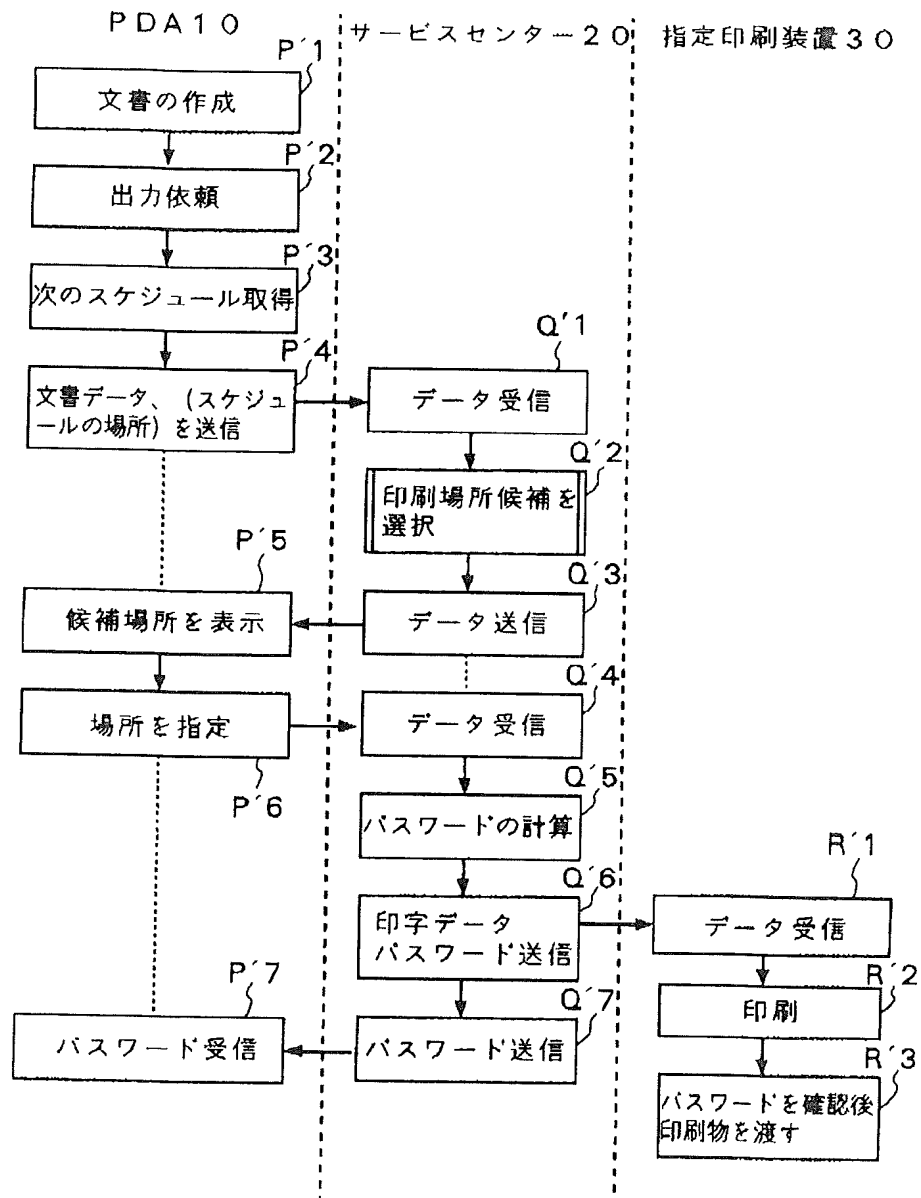 PDA10
サービスセンター20
指定印刷装置30
P´1
文書の作成
P´2
出力依頼
P´3
次のスケジュール取得
P´4
文書データ、(スケジュ
ールの場所)を送信
Q´1
データ受信
Q´2
印刷場所候補を
選択
P´5
候補場所を表示
Q´3
データ送信
場所を指定
P´6
Q´4
データ受信
Q´5
パスワードの計算
Q´6
印字データ
パスワード送信
R´1
データ受信
P´7
パスワード受信
Q´7
パスワード送信
R´2
印刷
R´3
パスワードを確認後
印刷物を渡す